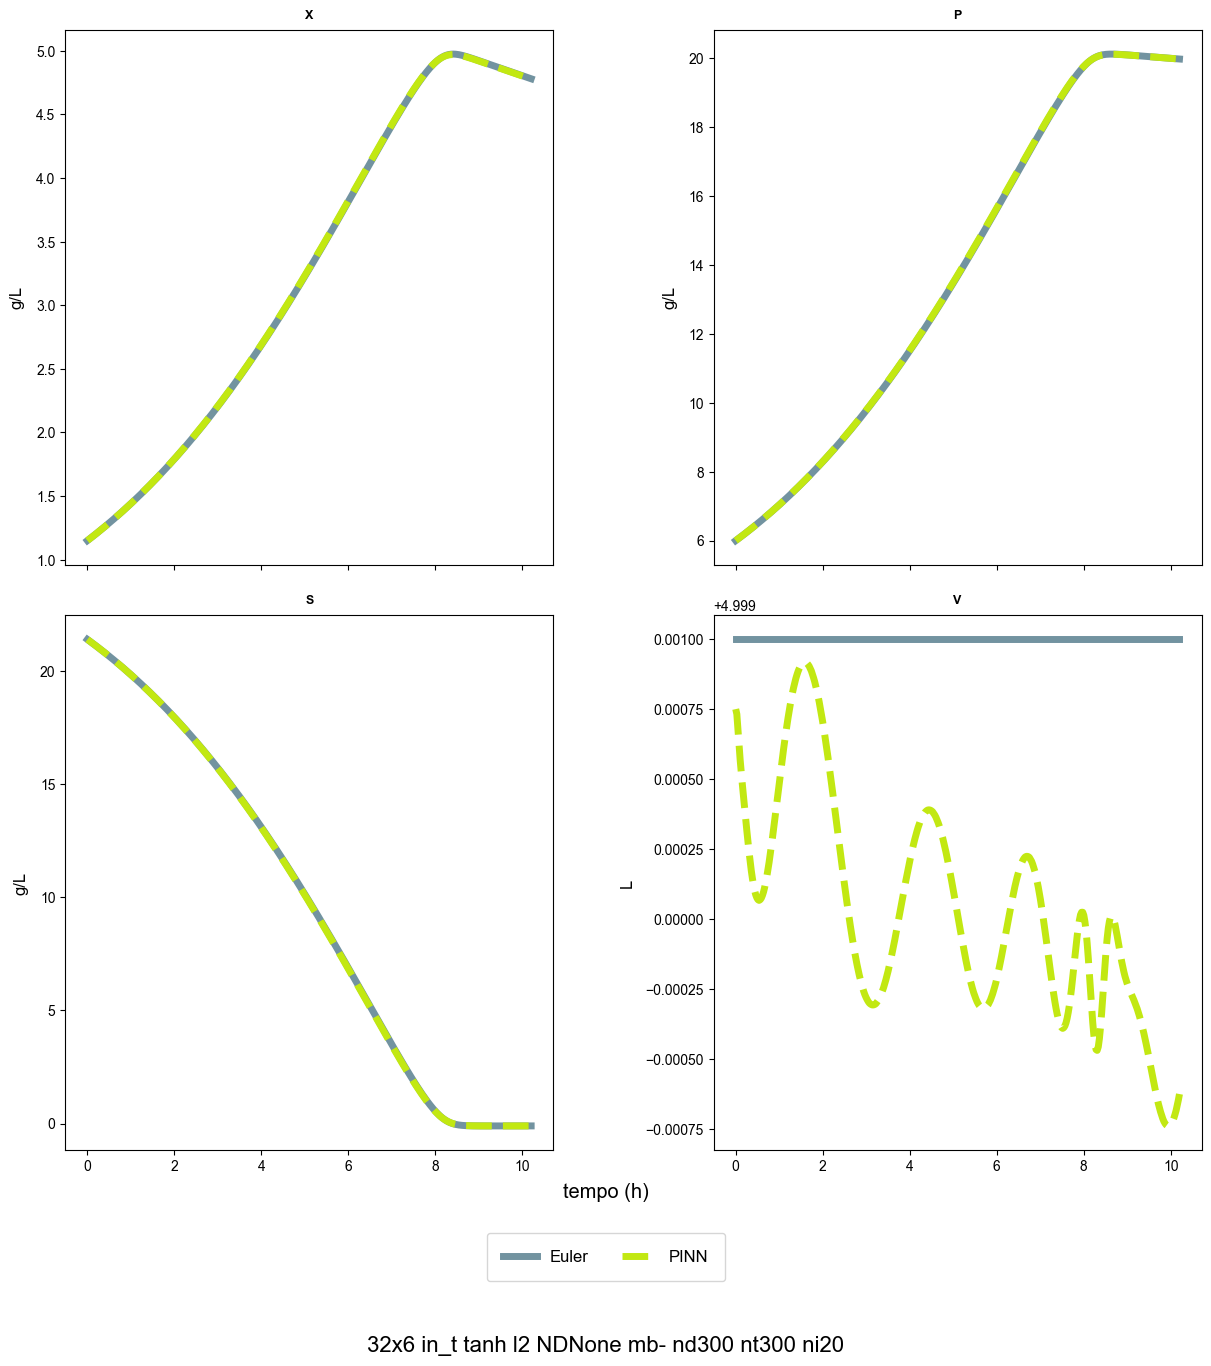 X
P
5.0
4.5
4.0
3.5
3.0
2.5
2.0
1.5
1.0
g/L
20
18
16
14
12
10
8
6
g/L
S
V
20
15
10
5
0
g/L
0 2 4 6 8 10
+4.999
0.00100
0.00075
0.00050
0.00025
0.00000
−0.00025
−0.00050
−0.00075
L
0 2 4 6 8 10
tempo (h)
Euler PINN
32x6 in_t tanh l2 NDNone mb- nd300 nt300 ni20